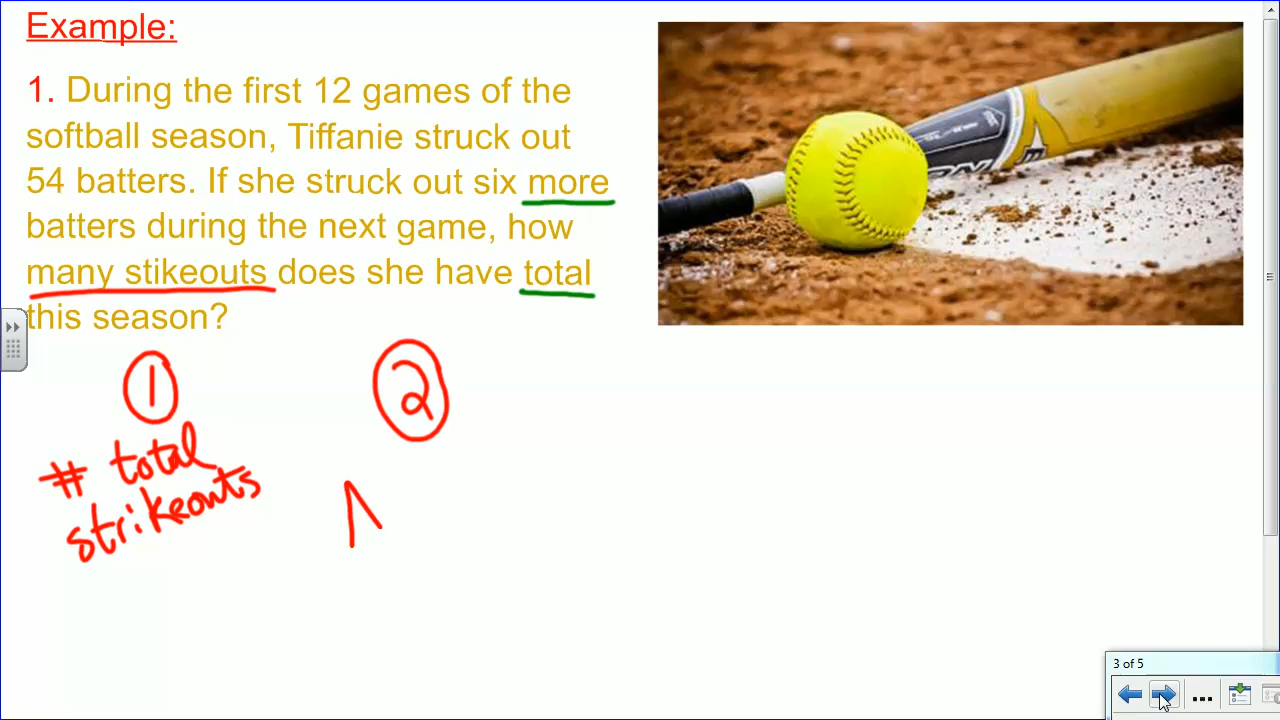 Example:
1. During the first 12 games of the
softball season, Tiffanie struck out
54 batters. If she struck out six more
batters during the next game, how
many stikeouts does she have total
this season?
1
2
# total
strikeouts
3 of 5